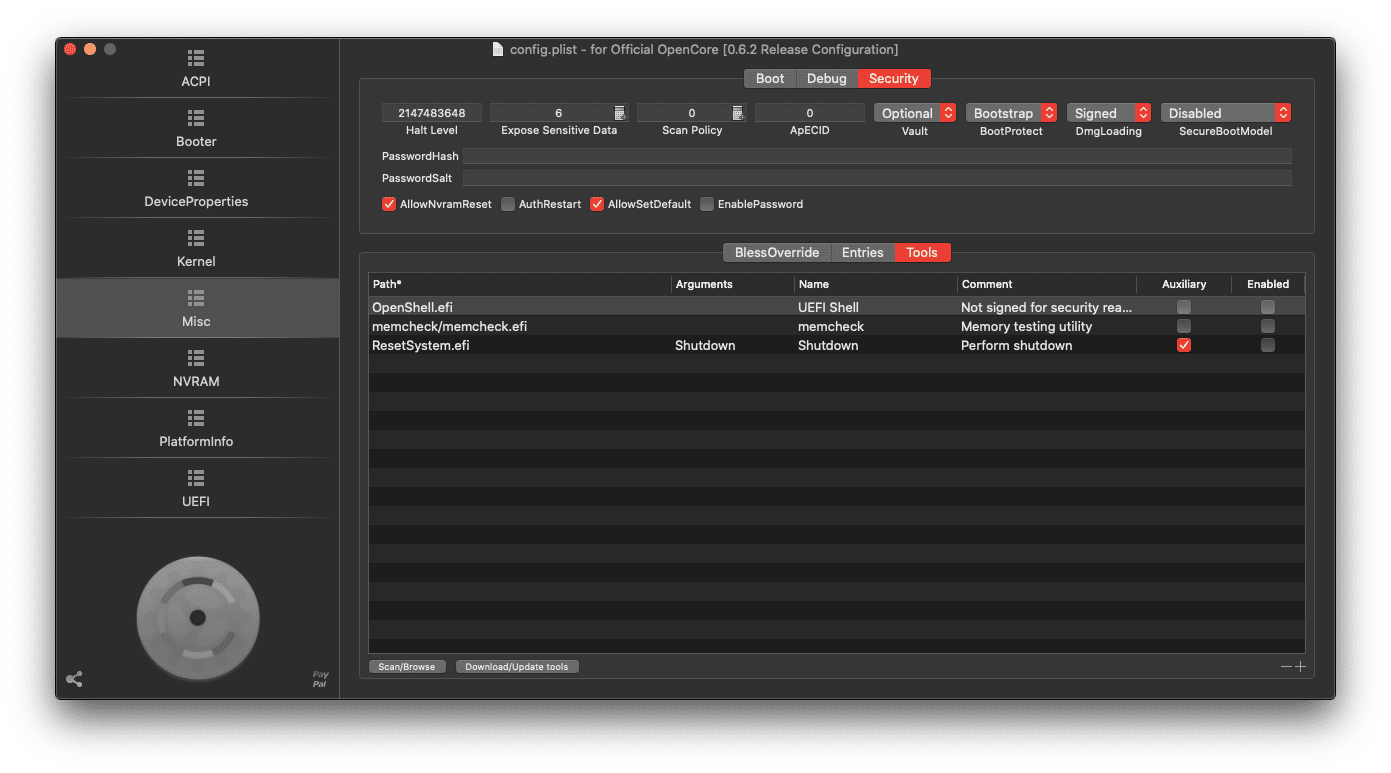 config.plist - for Official OpenCore [0.6.2 Release Configuration]
ACPI
Booter
DeviceProperties
Kernel
Misc
NVRAM
PlatformInfo
UEFI
Pay
Pal
Boot Debug Security
2147483648 6 0 0 Optional Bootstrap Signed Disabled
Halt Level Expose Sensitive Data Scan Policy ApECID Vault BootProtect DmgLoading SecureBootModel
PasswordHash
PasswordSalt
AllowNvramReset AuthRestart AllowSetDefault EnablePassword
BlessOverride Entries Tools
Path* Arguments Name Comment Auxiliary Enabled
OpenShell.efi UEFI Shell Not signed for security rea...
memcheck/memcheck.efi memcheck Memory testing utility
ResetSystem.efi Shutdown Shutdown Perform shutdown
Scan/Browse Download/Update tools